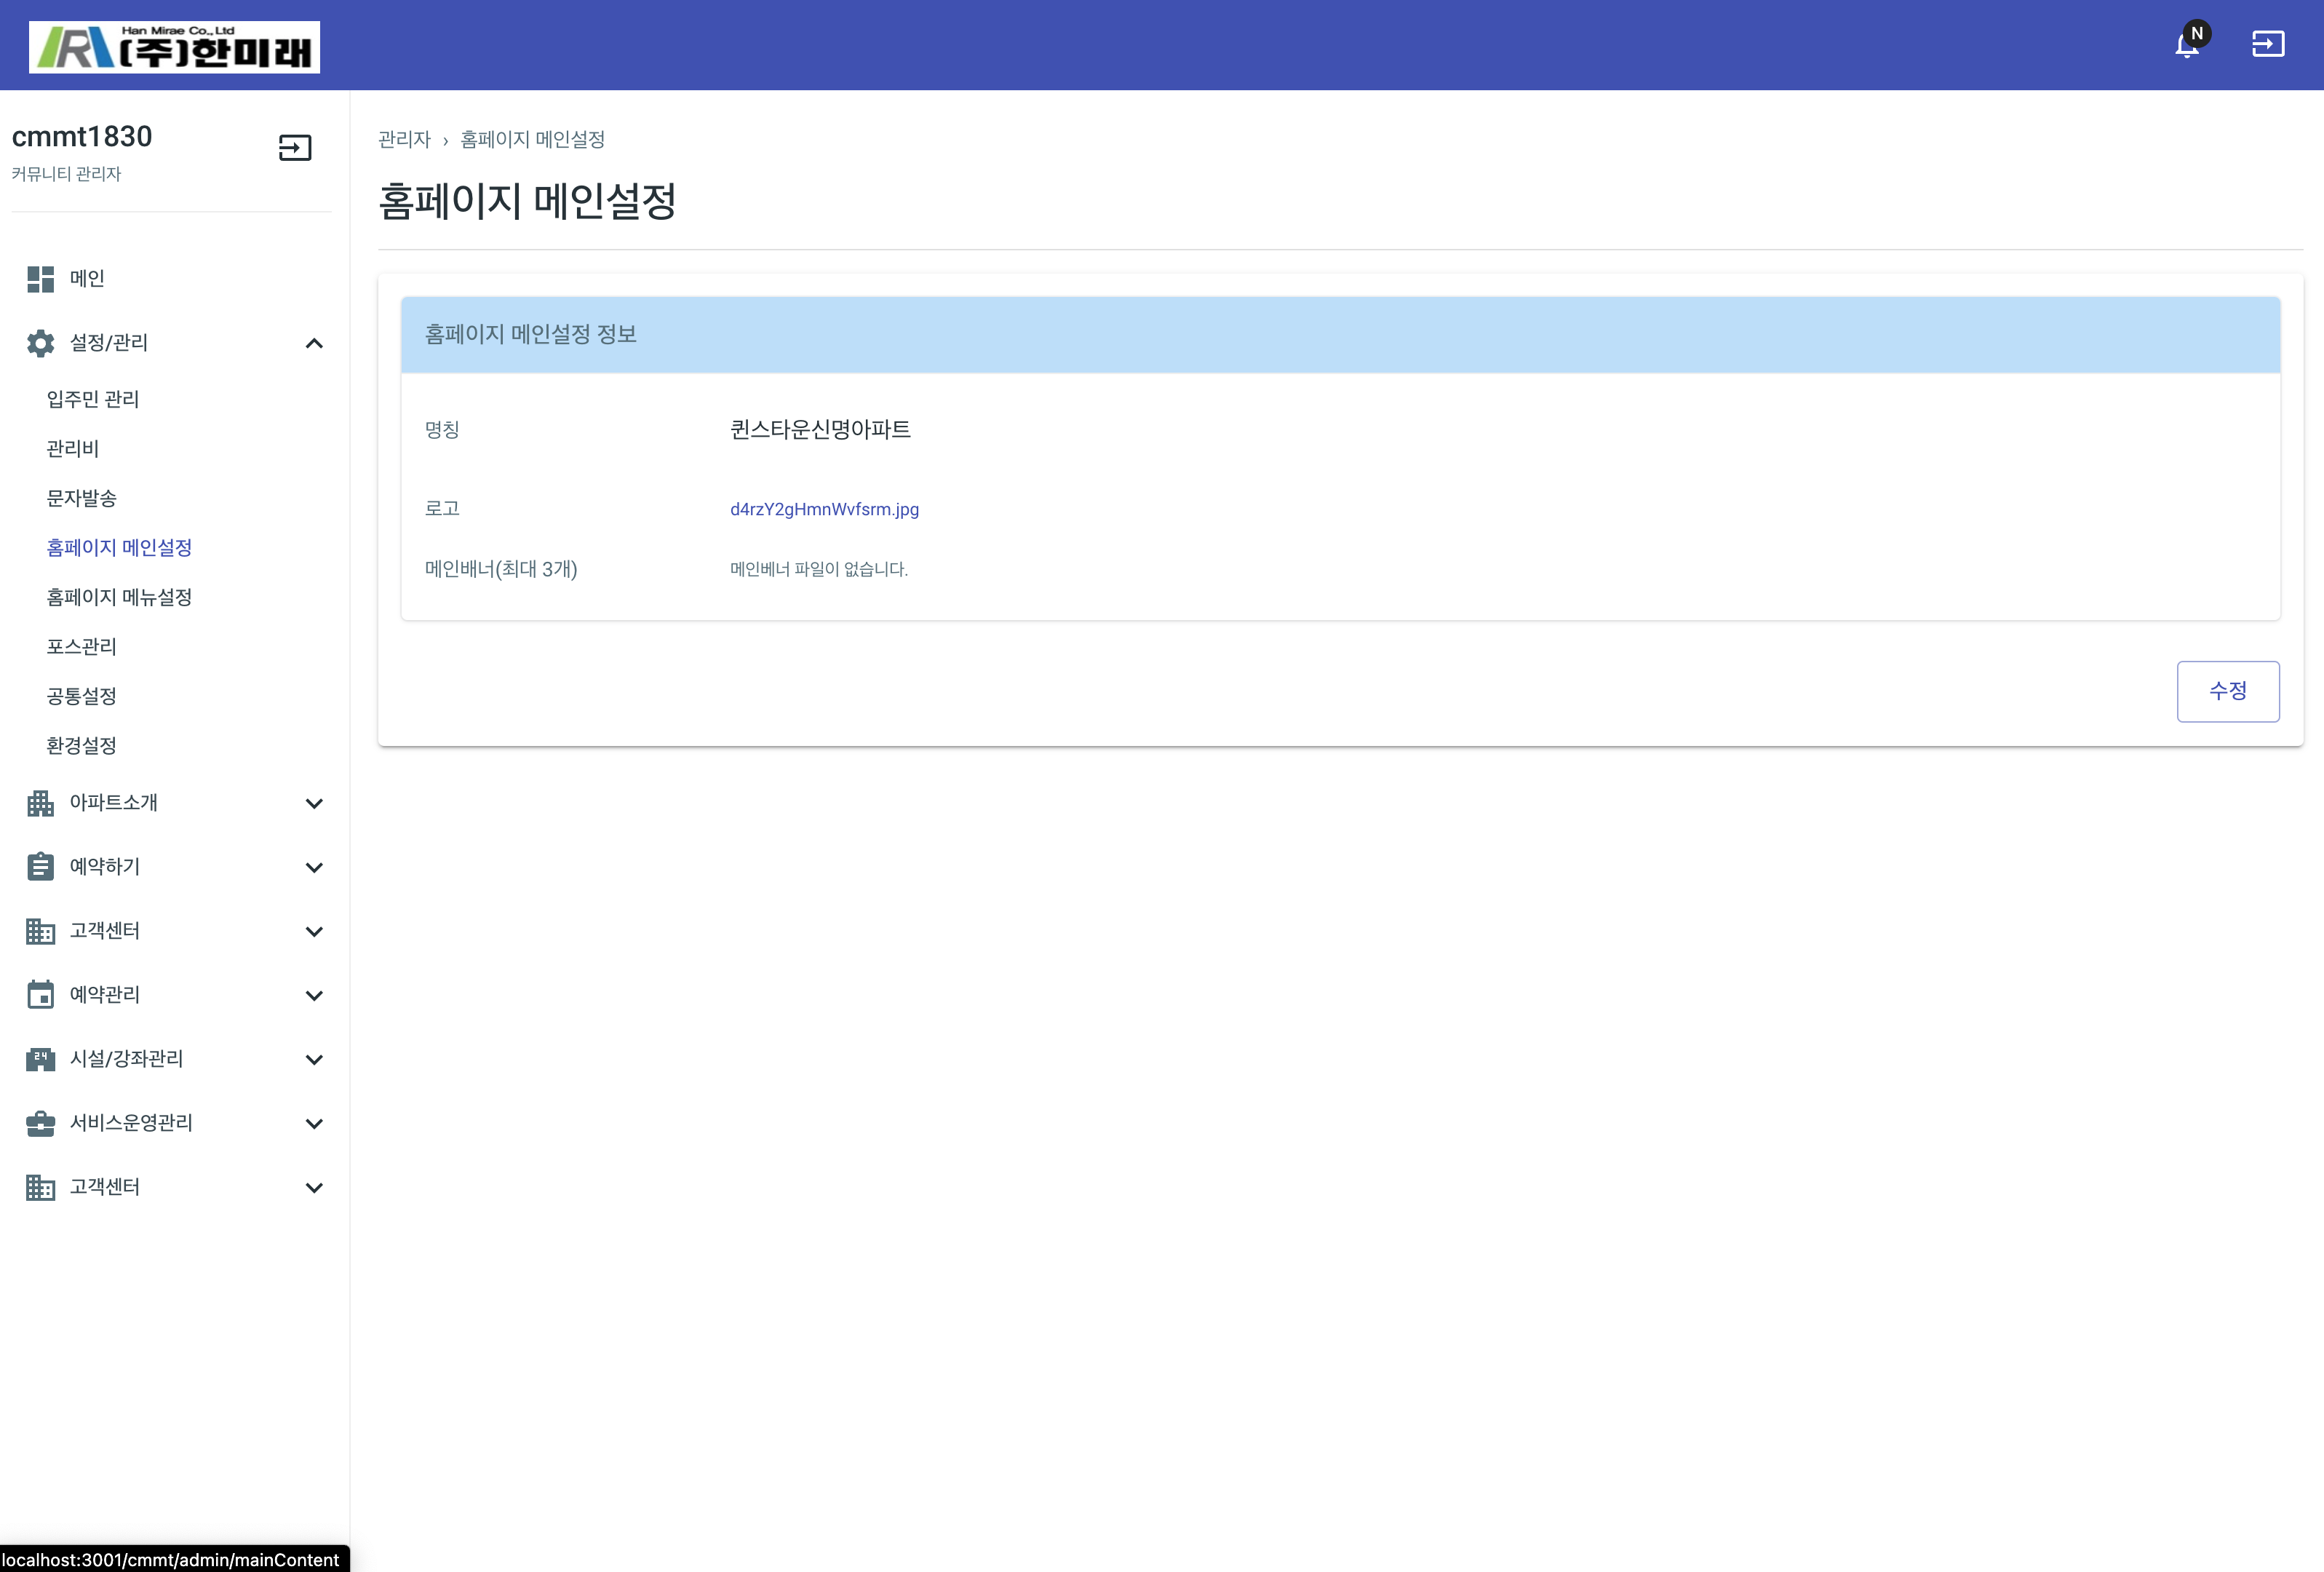 Han Mirae Co., Ltd
(주)한미래
N
cmmt1830
커뮤니티 관리자
메인
설정/관리
입주민 관리
관리비
문자발송
홈페이지 메인설정
홈페이지 메뉴설정
포스관리
공통설정
환경설정
아파트소개
예약하기
고객센터
예약관리
24
시설/강좌관리
서비스운영관리
고객센터
관리자 › 홈페이지 메인설정
홈페이지 메인설정
홈페이지 메인설정 정보
명칭 퀸스타운신명아파트
로고 d4rzY2gHmnWvfsrm.jpg
메인배너(최대 3개) 메인베너 파일이 없습니다.
수정
localhost:3001/cmmt/admin/mainContent